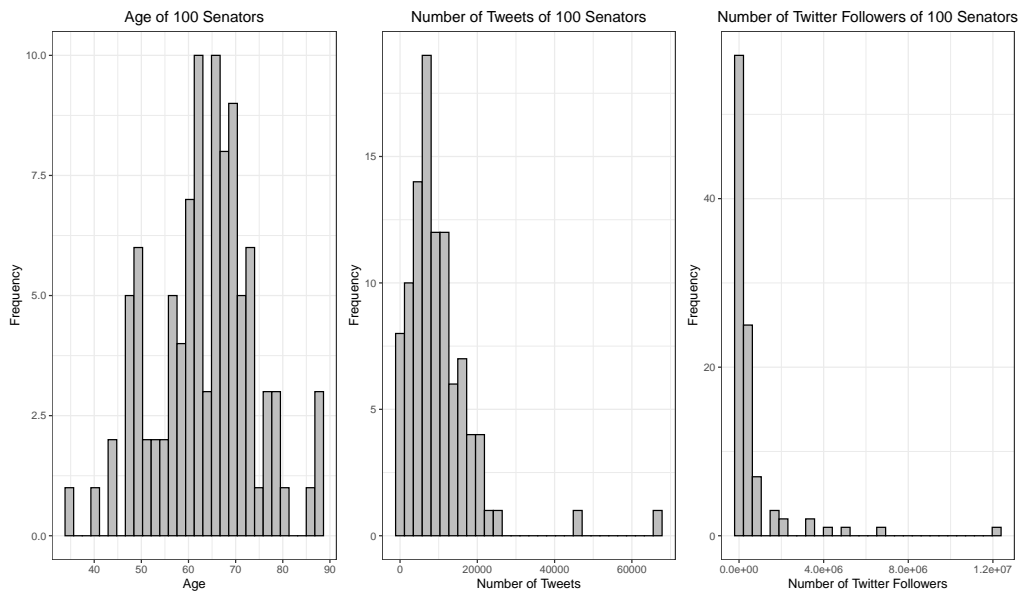 Age of 100 Senators
10.0
7.5
5.0
2.5
0.0
Frequency
40 50 60 70 80 90
Age
Number of Tweets of 100 Senators
15
10
5
0
Frequency
0 20000 40000 60000
Number of Tweets
Number of Twitter Followers of 100 Senators
40
20
0
Frequency
0.0e+00 4.0e+06 8.0e+06 1.2e+07
Number of Twitter Followers